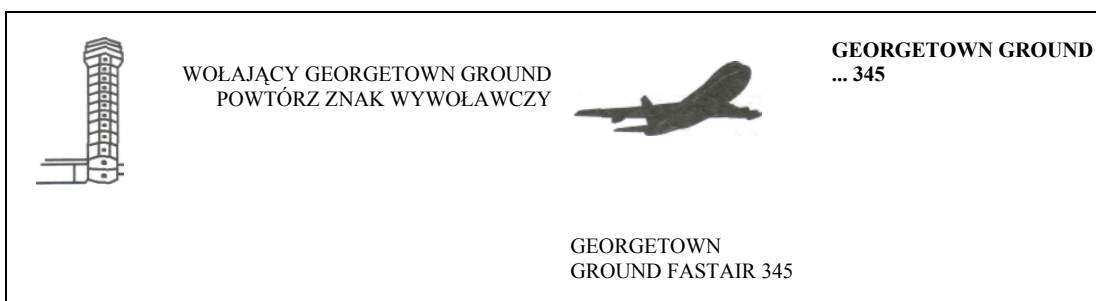 GEORGETOWN GROUND
... 345
WOŁAJĄCY GEORGETOWN GROUND
POWTÓRZ ZNAK WYWOŁAWCZY
GEORGETOWN
GROUND FASTAIR 345